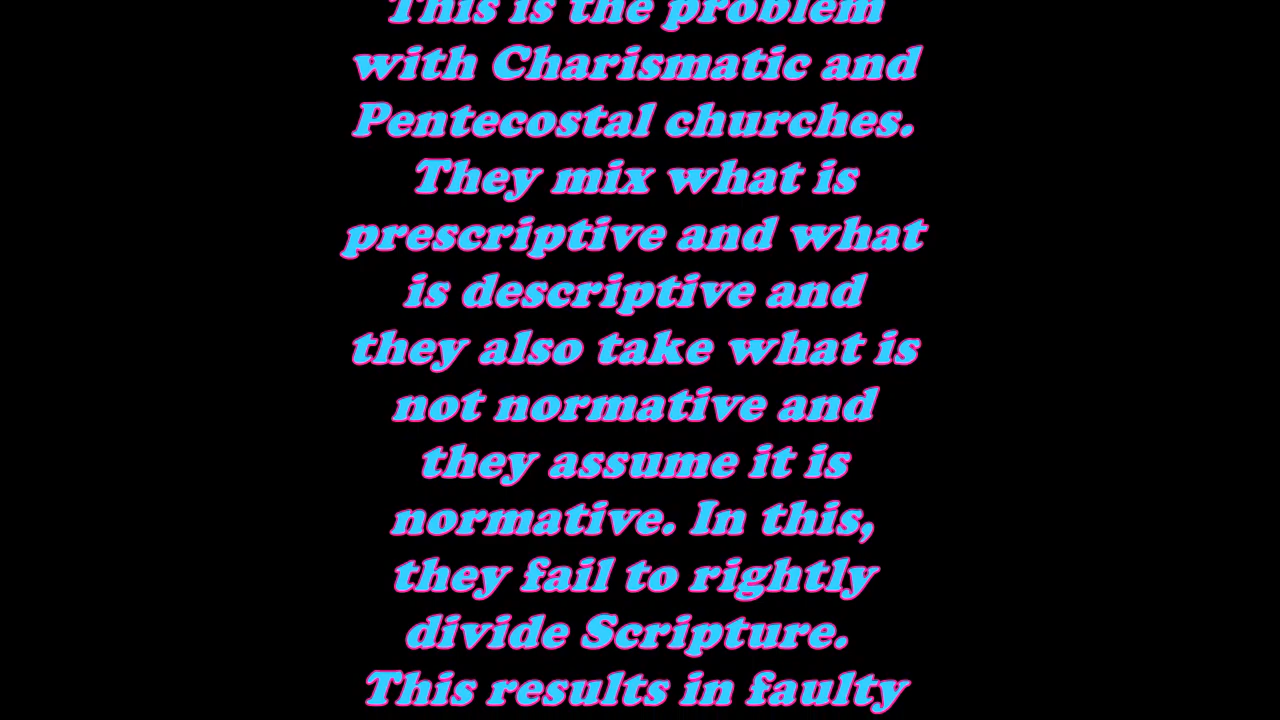 This is the problem
with Charismatic and
Pentecostal churches.
They mix what is
prescriptive and what
is descriptive and
they also take what is
not normative and
they assume it is
normative. In this,
they fail to rightly
divide Scripture.
This results in faulty